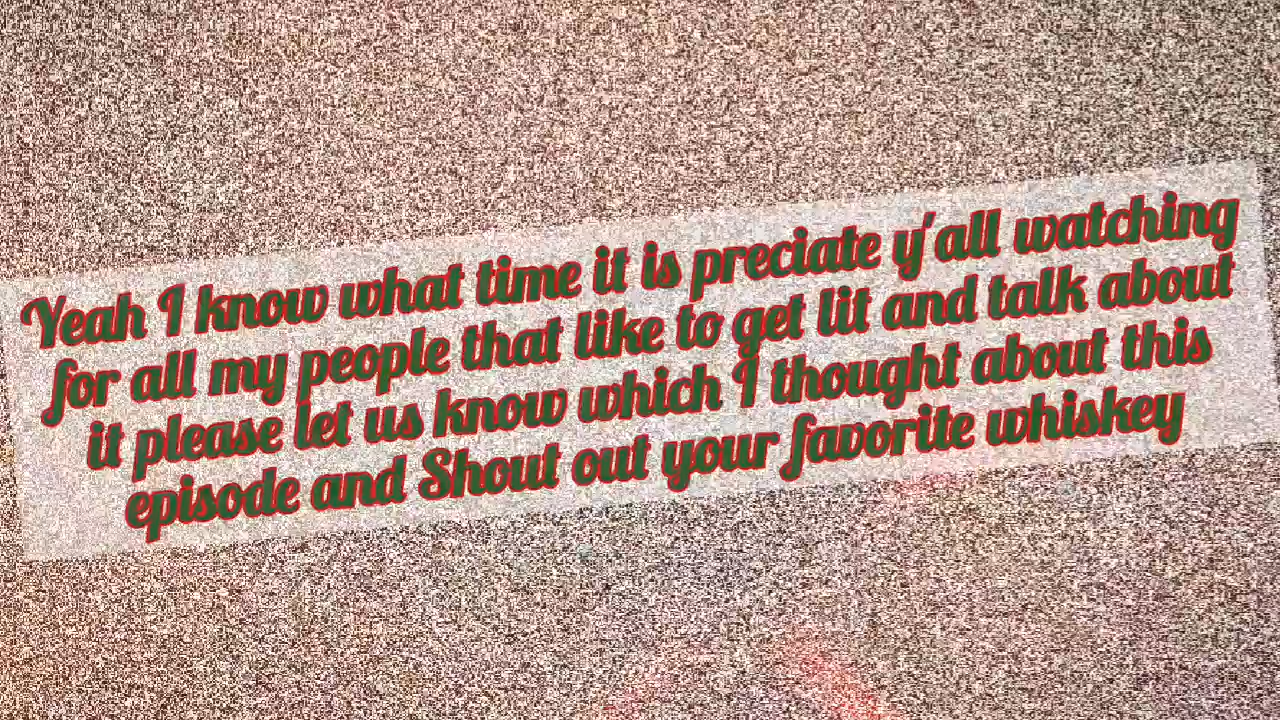 Yeah I know what time it is preciate y'all watching
for all my people that like to get lit and talk about
it please let us know which I thought about this
episode and Shout out your favorite whiskey